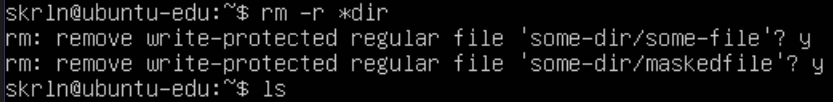 skrln@ubuntu-edu:~$ rm -r *dir
rm: remove write-protected regular file 'some-dir/some-file'? y
rm: remove write-protected regular file 'some-dir/maskedfile'? y
skrln@ubuntu-edu:~$ ls